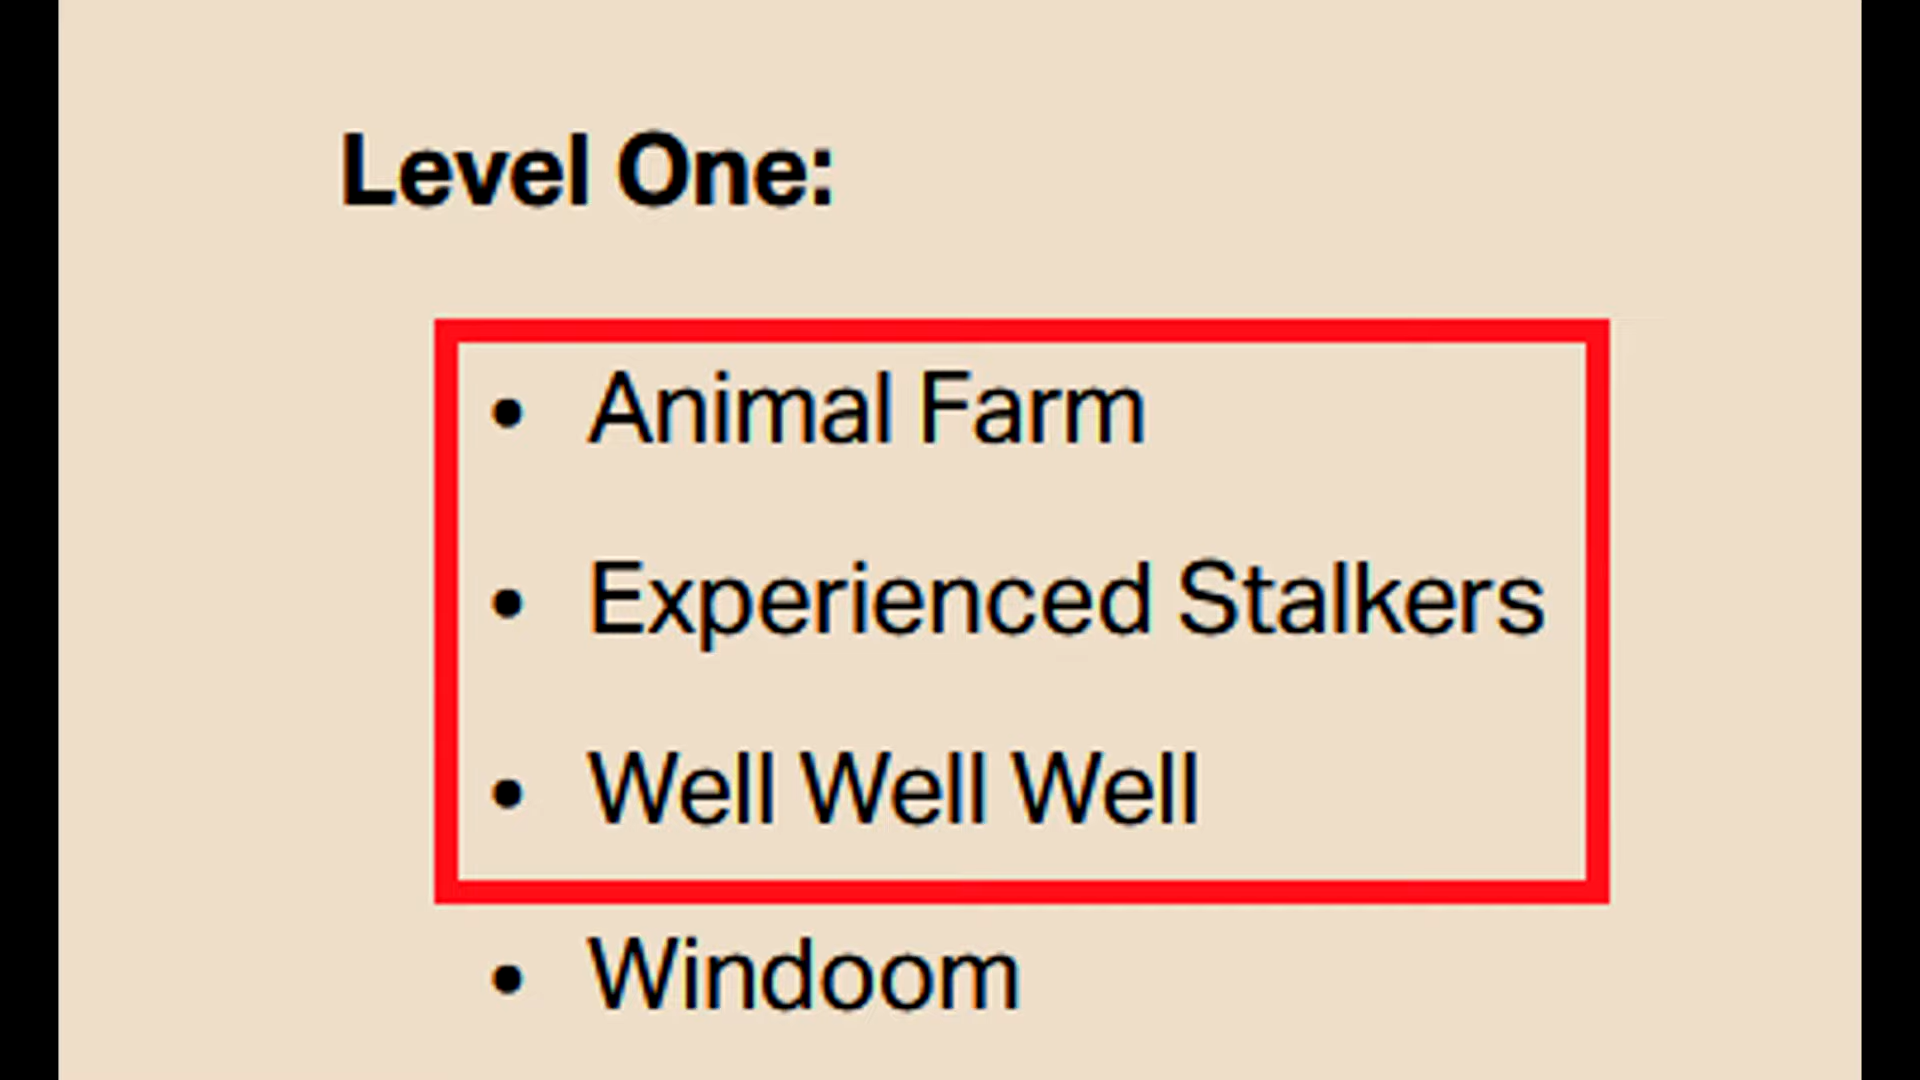 Level One:
• Animal Farm
• Experienced Stalkers
• Well Well Well
• Windoom